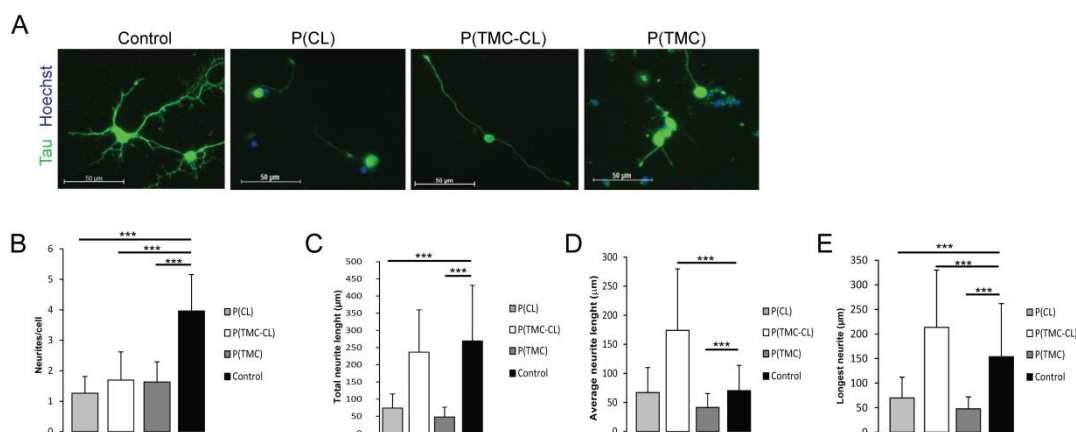 A
Control
P(CL)
P(TMC-CL)
P(TMC)
Tau Hoechst
50 µm
50 µm
50 µm
50 µm
B
***
***
***
Neurites/cell
6
5
4
3
2
1
P(CL)
P(TMC-CL)
P(TMC)
Control
C
***
***
Total neurite lenght (µm)
500
450
400
350
300
250
200
150
100
50
P(CL)
P(TMC-CL)
P(TMC)
Control
D
***
***
Average neurite lenght (µm)
300
250
200
150
100
50
0
P(CL)
P(TMC-CL)
P(TMC)
Control
E
***
***
***
Longest neurite (µm)
350
300
250
200
150
100
50
0
P(CL)
P(TMC-CL)
P(TMC)
Control